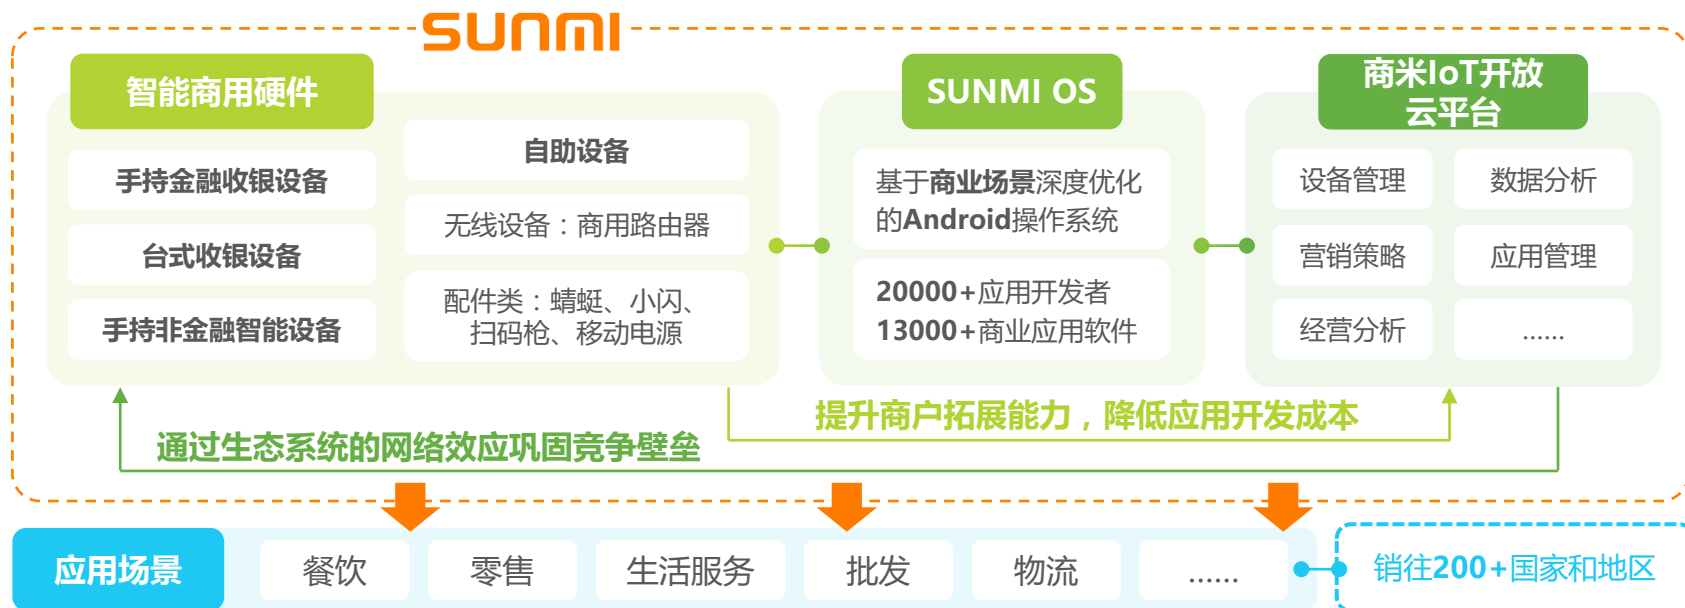 SUNMI
智能商用硬件
手持金融收银设备
台式收银设备
手持非金融智能设备
自助设备
无线设备：商用路由器
配件类：蜻蜓、小闪、
扫码枪、移动电源
SUNMI OS
基于商业场景深度优化
的Android操作系统
20000+应用开发者
13000+商业应用软件
商米IoT开放
云平台
设备管理
数据分析
营销策略
应用管理
经营分析
......
提升商户拓展能力，降低应用开发成本
通过生态系统的网络效应巩固竞争壁垒
应用场景
餐饮
零售
生活服务
批发
物流
......
销往200+国家和地区